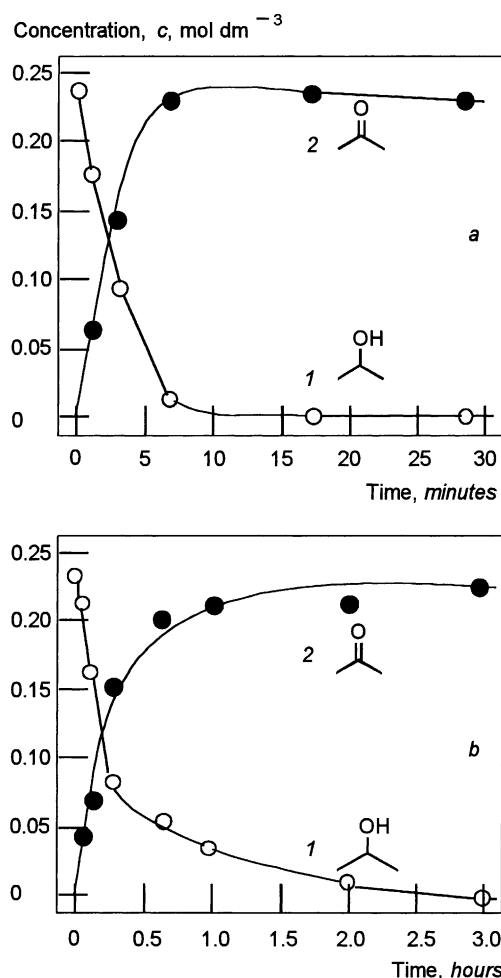 Concentration, c, mol dm⁻³
0.25
0.20
0.15
0.10
0.05
0
2
O
a
1
OH
0 5 10 15 20 25 30
Time, minutes
0.25
0.20
0.15
0.10
0.05
0
2
O
b
1
OH
0 0.5 1.0 1.5 2.0 2.5 3.0
Time, hours